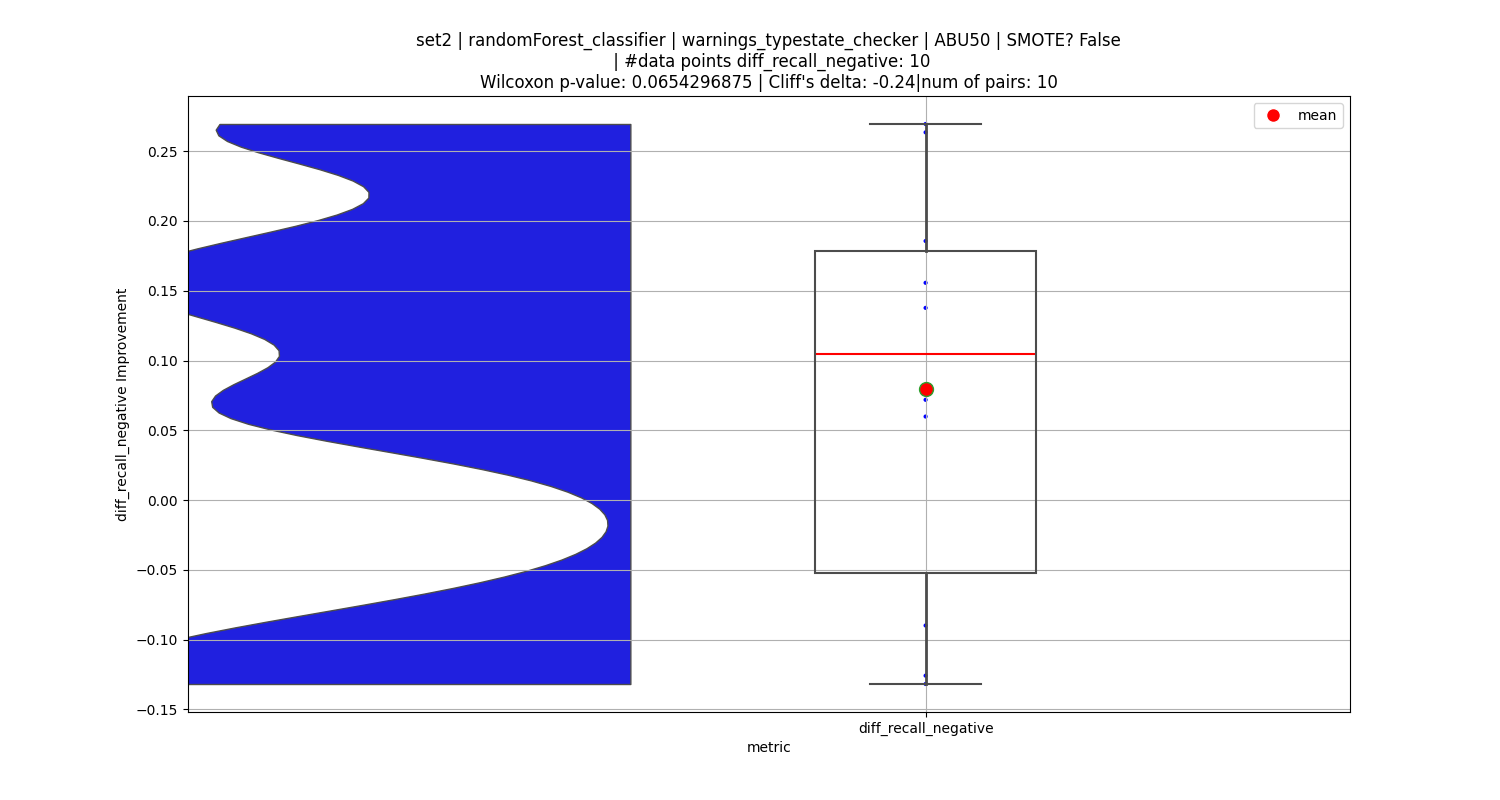 set2 | randomForest_classifier | warnings_typestate_checker | ABU50 | SMOTE? False
| #data points diff_recall_negative: 10
Wilcoxon p-value: 0.0654296875 | Cliff's delta: -0.24|num of pairs: 10
mean
0.25
0.20
0.15
0.10
0.05
0.00
−0.05
−0.10
−0.15
diff_recall_negative Improvement
diff_recall_negative
metric